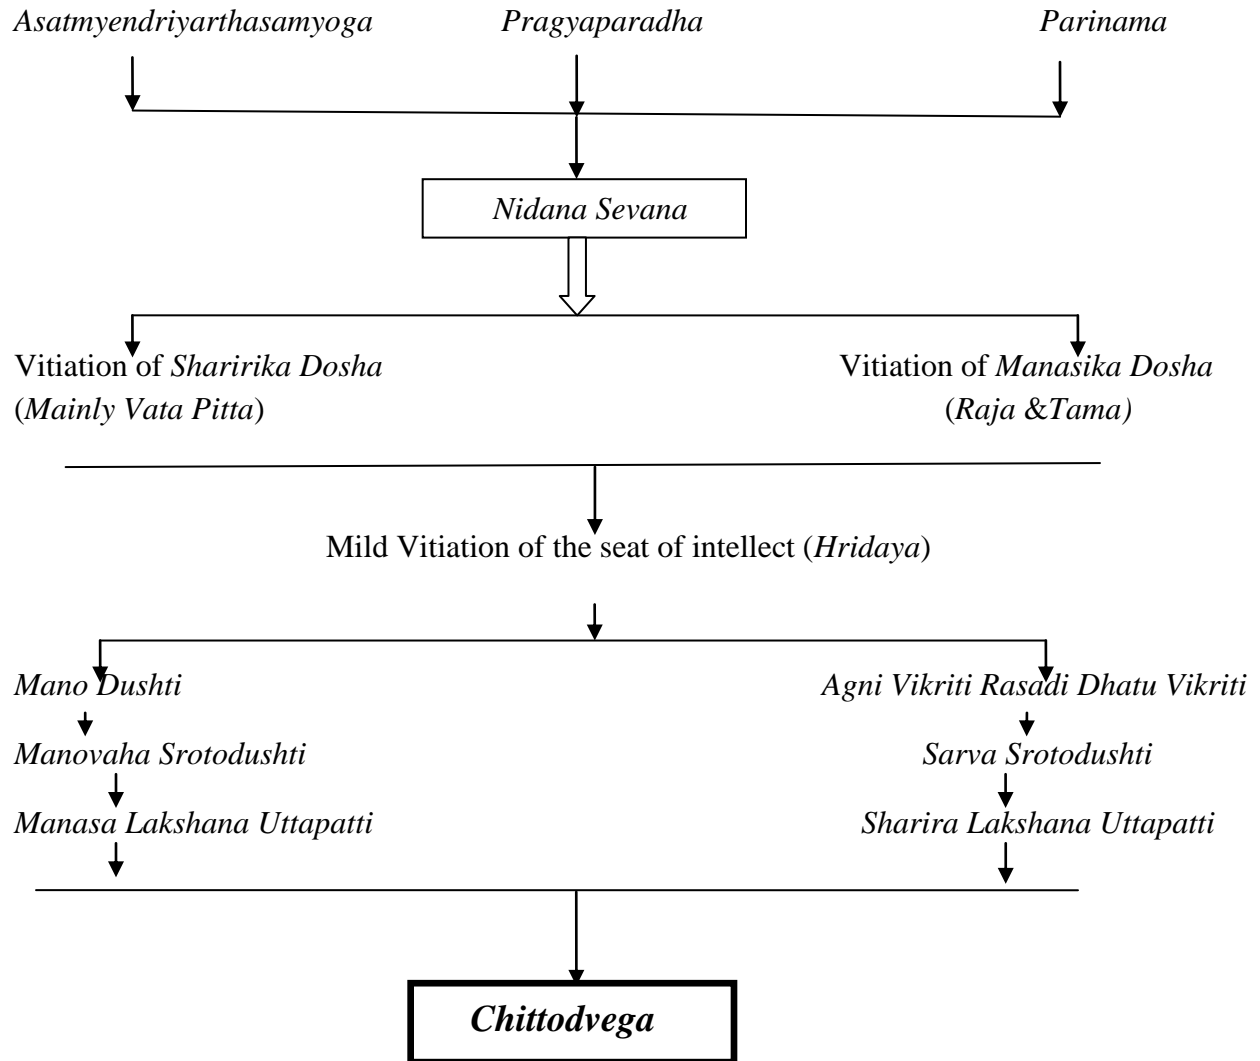 Asatmyendriyarthasamyoga Pragyaparadha Parinama
Nidana Sevana
Vitiation of Sharirika Dosha
(Mainly Vata Pitta)
Vitiation of Manasika Dosha
(Raja &Tama)
Mild Vitiation of the seat of intellect (Hridaya)
Mano Dushti
Manovaha Srotodushti
Manasa Lakshana Uttapatti
Agni Vikriti Rasadi Dhatu Vikriti
Sarva Srotodushti
Sharira Lakshana Uttapatti
Chittodvega